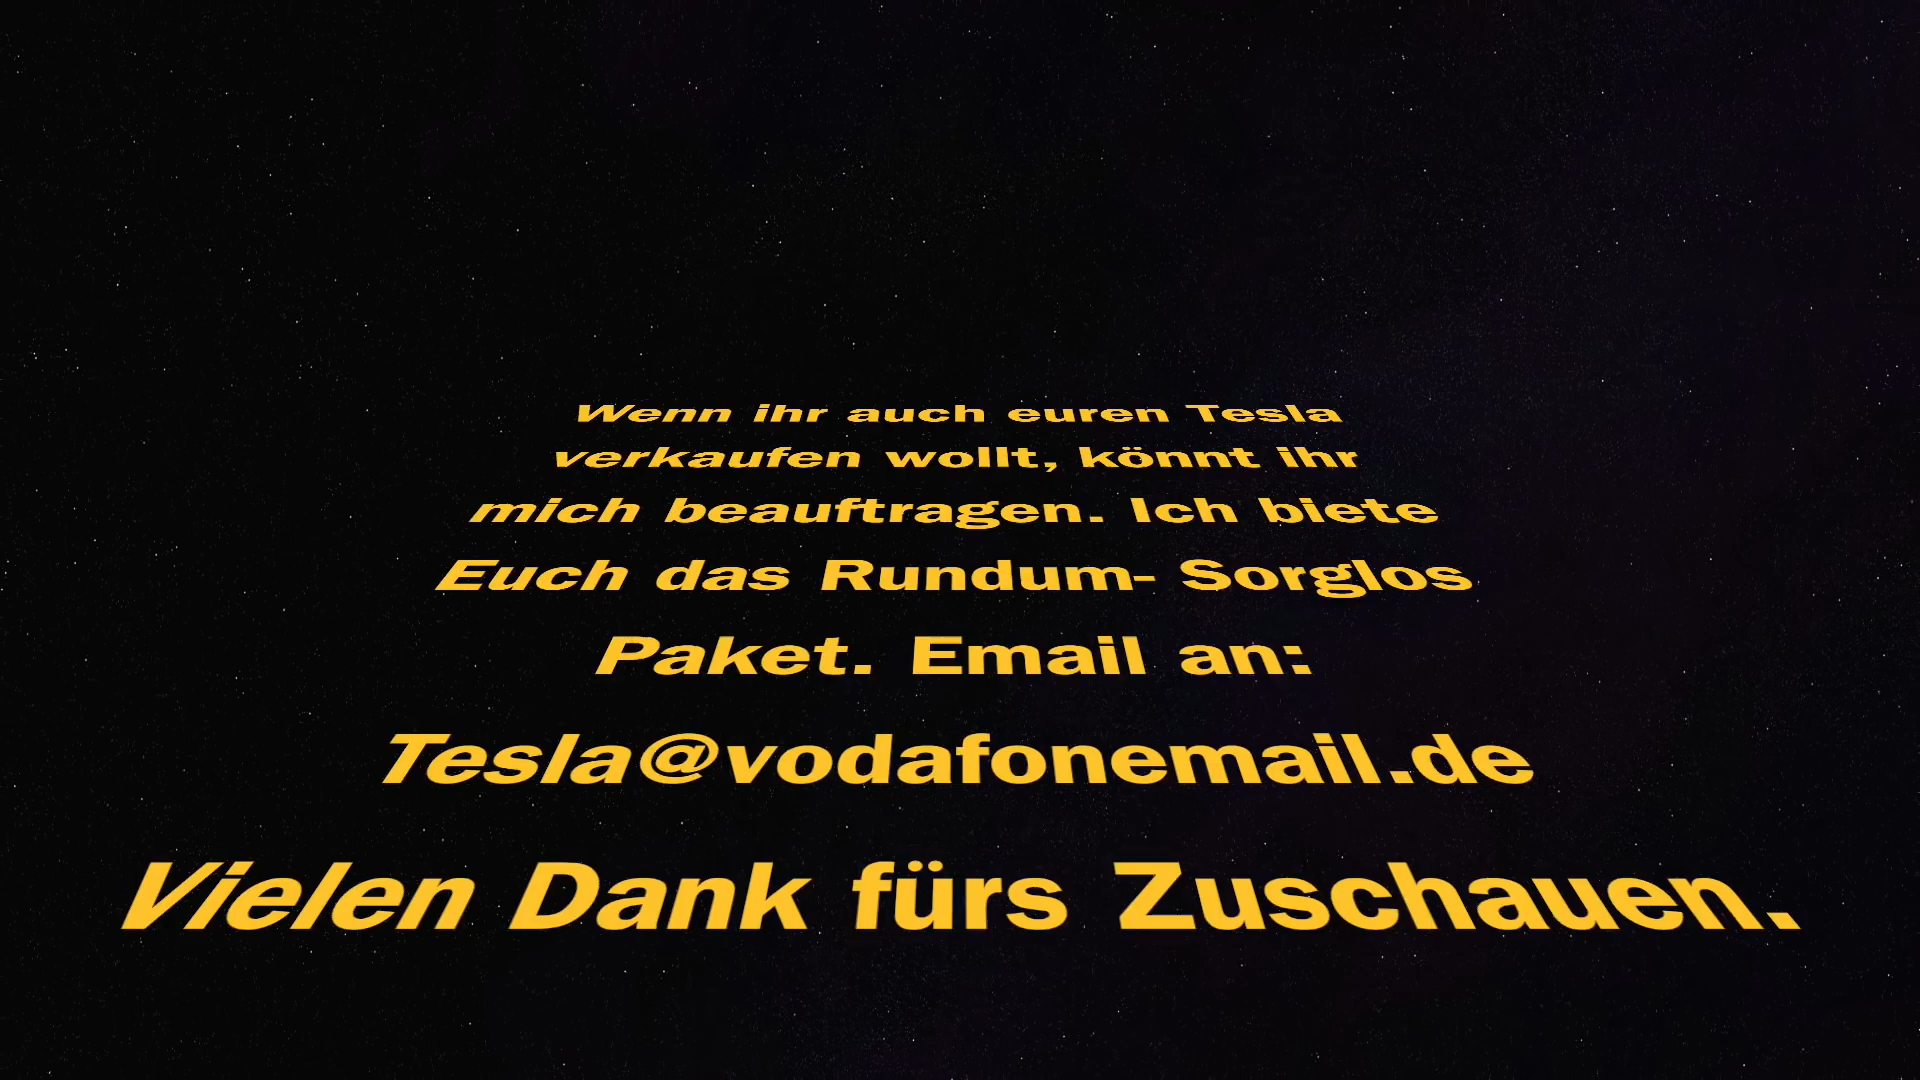 Wenn ihr auch euren Tesla
verkaufen wollt, könnt ihr
mich beauftragen. Ich biete
Euch das Rundum- Sorglos
Paket. Email an:
Tesla@vodafonemail.de
Vielen Dank fürs Zuschauen.